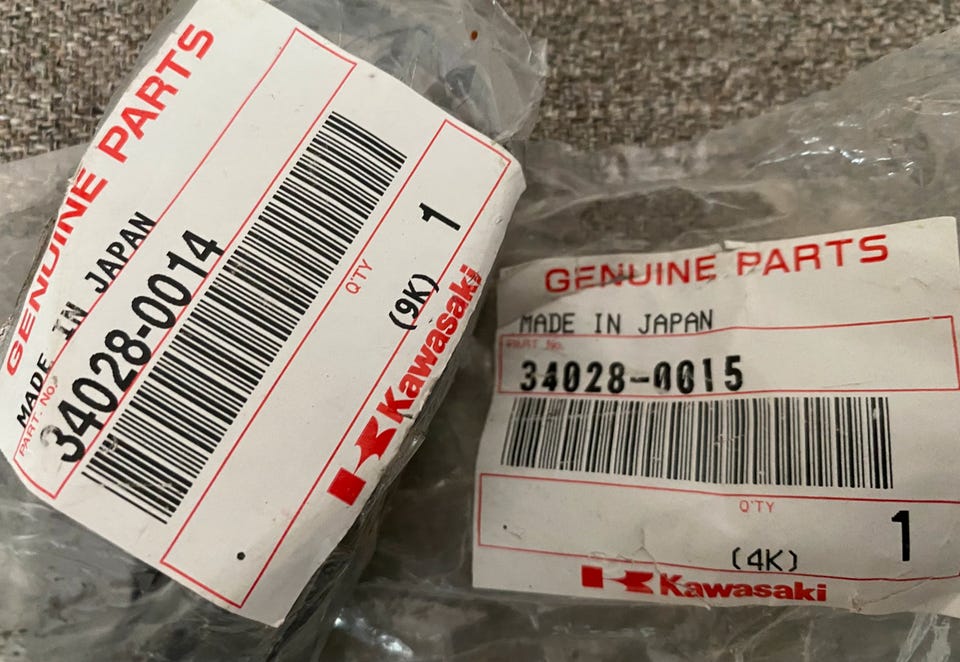 GENUINE PARTS
MADE IN JAPAN
PART No.
34028-0014
Q'TY
1
(9K)
Kawasaki
GENUINE PARTS
MADE IN JAPAN
PART No.
34028-0015
Q'TY
1
(4K)
Kawasaki